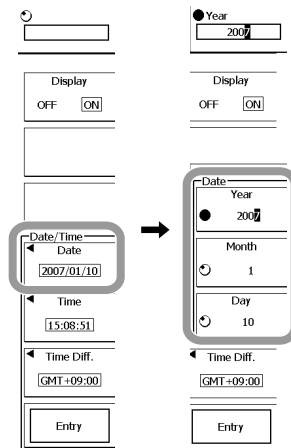 Display
OFF ON
Date/Time
Date
2007/01/10
Time
15:08:51
Time Diff.
GMT+09:00
Entry
Year
2007
Display
OFF ON
Date
Year
2007
Month
1
Day
10
Time Diff.
GMT+09:00
Entry